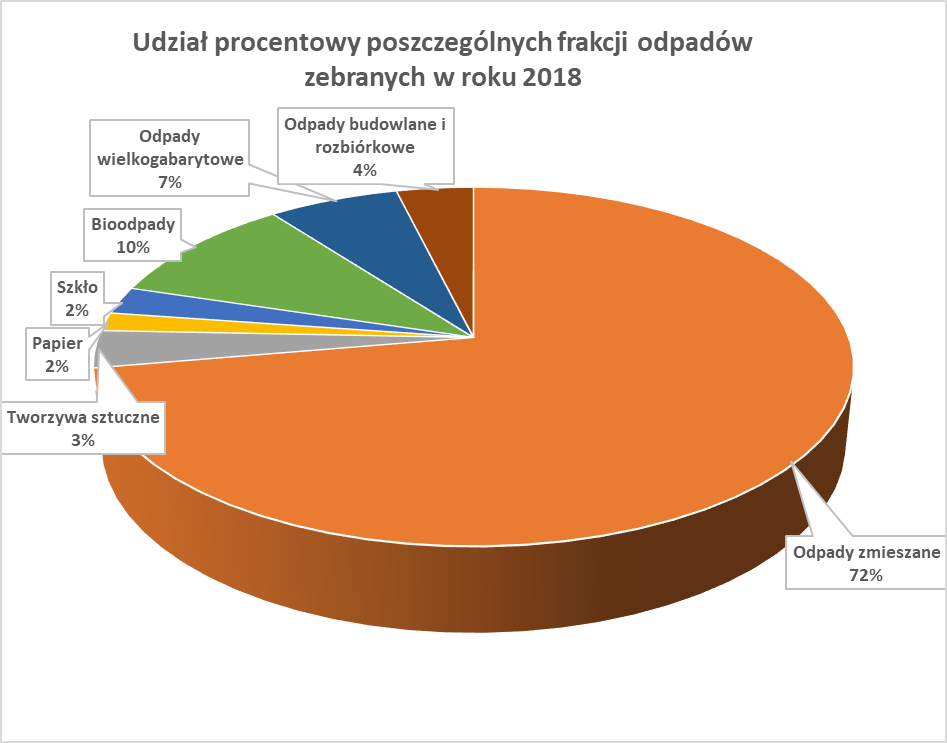 Udział procentowy poszczególnych frakcji odpadów
zebranych w roku 2018
Odpady budowlane i
rozbiórkowe
4%
Odpady
wielkogabarytowe
7%
Bioodpady
10%
Szkło
2%
Papier
2%
Tworzywa sztuczne
3%
Odpady zmieszane
72%